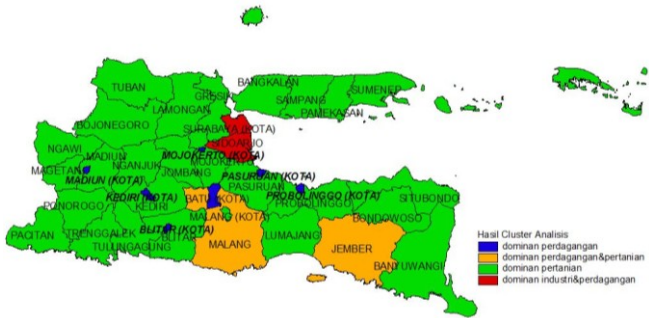 BANGKALAN
TUBAN
SUMENEP
GRESIK
SAMPANG
LAMONGAN
PAMEKASAN
BOJONEGORO
SURABAYA (KOTA)
SIDOARJO
NGAWI
MADIUN
MOJOKERTO (KOTA)
MOJOKERTO
NGANJUK
MAGETAN
JOMBANG
PASURUAN (KOTA)
MADIUN (KOTA)
PASURUAN
PROBOLINGGO (KOTA)
KEDIRI (KOTA)
BATU (KOTA)
SITUBONDO
PROBOLINGGO
PONOROGO
KEDIRI
MALANG (KOTA)
BONDOWOSO
BLITAR (KOTA)
PACITAN
TRENGGALEK
BLITAR
LUMAJANG
TULUNGAGUNG
MALANG
JEMBER
BANYUWANGI
Hasil Cluster Analisis
dominan perdagangan
dominan perdagangan&pertanian
dominan pertanian
dominan industri&perdagangan